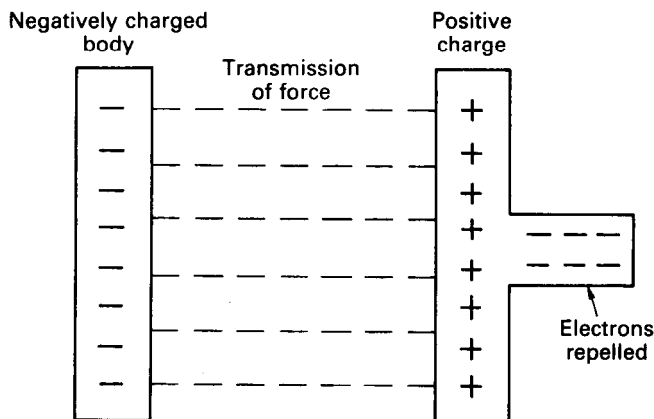 Negatively charged
body
Transmission
of force
Positive
charge
Electrons
repelled